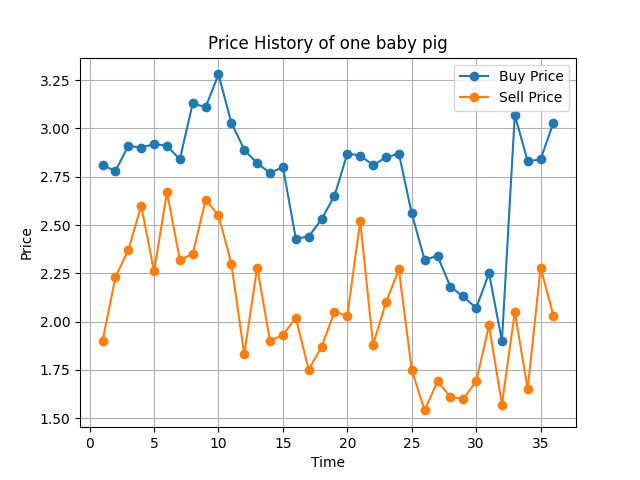 Price History of one baby pig
Buy Price
Sell Price
3.25
3.00
2.75
2.50
2.25
2.00
1.75
1.50
Price
0 5 10 15 20 25 30 35
Time